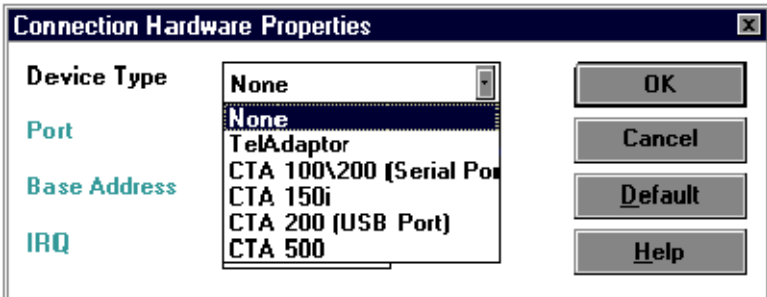 Connection Hardware Properties
Device Type
None
OK
None
TelAdaptor
Port
Cancel
CTA 100\200 (Serial Por
Base Address
CTA 150i
Default
CTA 200 (USB Port)
IRQ
CTA 500
Help